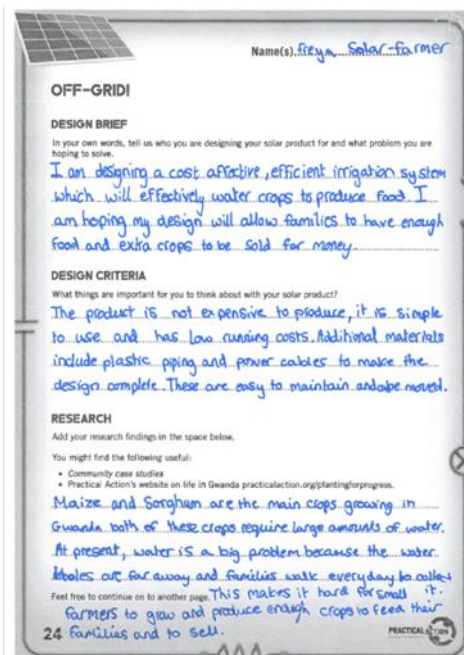 Name(s) freya Solar-farmer
OFF-GRID!
DESIGN BRIEF
In your own words, tell us who you are designing your solar product for and what problem you are
hoping to solve.
I am designing a cost affective, efficient irrigation system
which will effectively water crops to produce food. I
am hoping my design will allow families to have enough
food and extra crops to be sold for money.
DESIGN CRITERIA
What things are important for you to think about with your solar product?
The product is not expensive to produce, it is simple
to use and has low running costs. Additional materials
include plastic piping and power cables to make the
design complete. These are easy to maintain and be moved.
RESEARCH
Add your research findings in the space below.
You might find the following useful:
• Community case studies
• Practical Action's website on life in Gwanda practicalaction.org/plantingforprogress.
Maize and Sorghum are the main crops growing in
Gwanda both of these crops require large amounts of water.
At present, water is a big problem because the water
are far away and families walk everyday to collect
it.
Feel free to continue on to another page. This makes it hard for small
farmers to grow and produce enough crops to feed their
families and to sell.
24
PRACTICAL ACTION